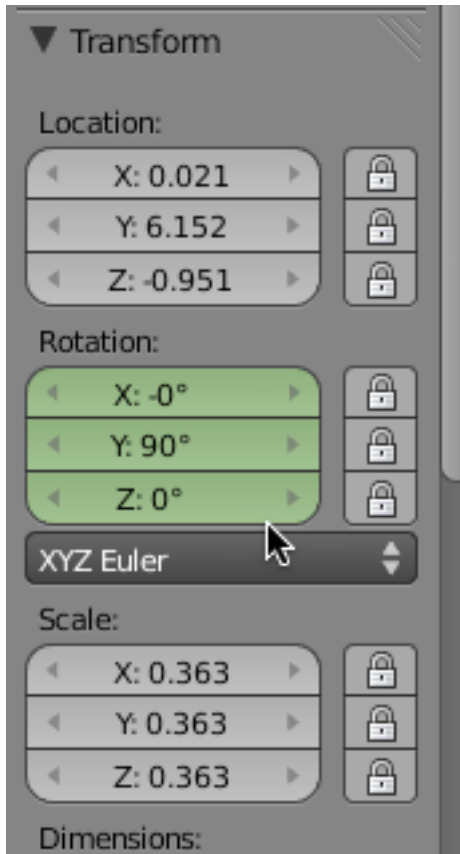 Transform
Location:
X: 0.021
Y: 6.152
Z: -0.951
Rotation:
X: -0°
Y: 90°
Z: 0°
XYZ Euler
Scale:
X: 0.363
Y: 0.363
Z: 0.363
Dimensions: